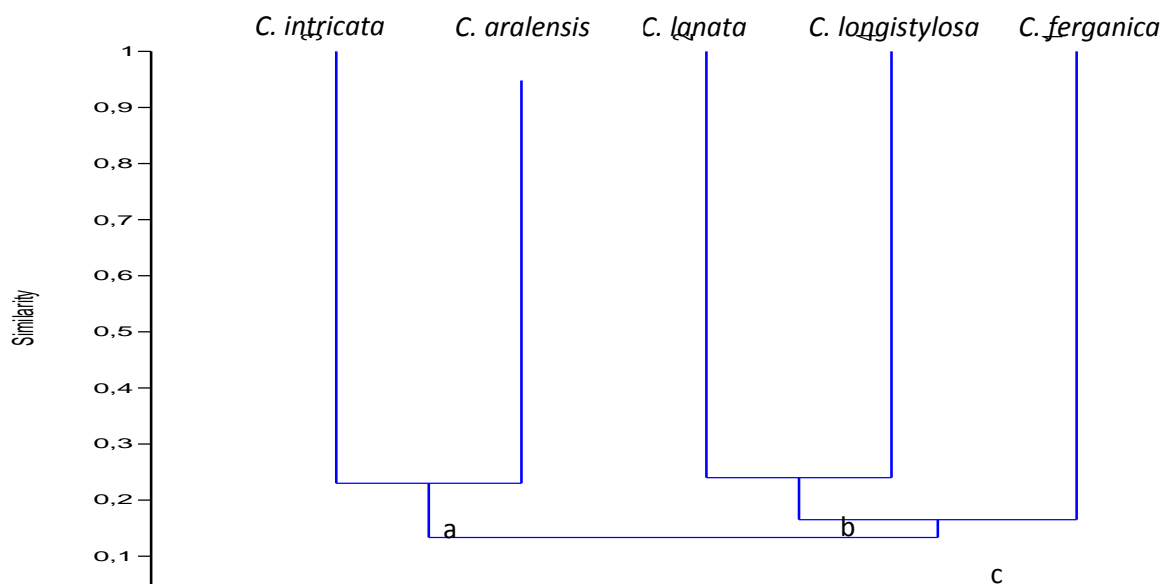 C. intricata C. aralensis C. lanata C. longistylosa C. ferganica
1
0,9
0,8
0,7
0,6
0,5
0,4
0,3
0,2
0,1
Similarity
a b
c